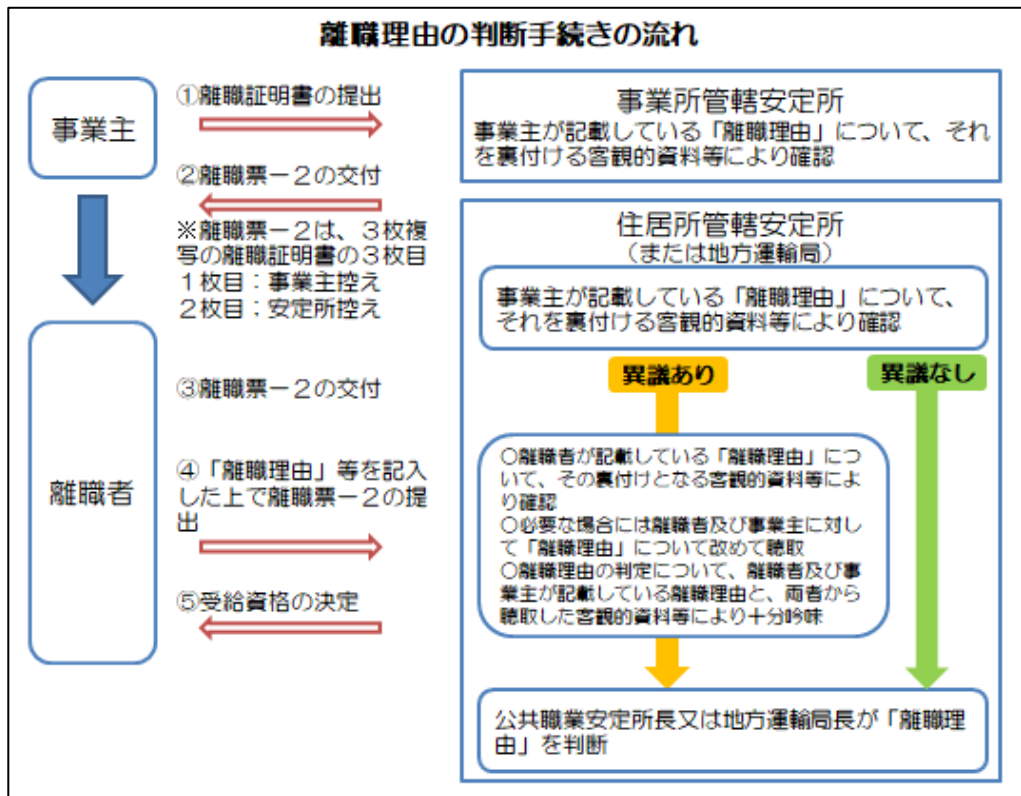 離職理由の判断手続きの流れ
事業主
①離職証明書の提出
②離職票－２の交付
※離職票－２は、３枚複
写の離職証明書の３枚目
１枚目：事業主控え
２枚目；安定所控え
離職者
③離職票－２の交付
④「離職理由」等を記入
した上で離職票－２の提
出
⑤受給資格の決定
事業所管轄安定所
事業主が記載している「離職理由」について、それ
を裏付ける客観的資料等により確認
住居所管轄安定所
（または地方運輸局）
事業主が記載している「離職理由」について、
それを裏付ける客観的資料等により確認
異議あり
異議なし
○離職者が記載している「離職理由」につ
いて、その裏付けとなる客観的資料等によ
り確認
○必要な場合には離職者及び事業主に対し
て「離職理由」について改めて聴取
○離職理由の判定について、離職者及び事
業主が記載している離職理由と、両者から
聴取した客観的資料等により十分吟味
公共職業安定所長又は地方運輸局長が「離職理
由」を判断